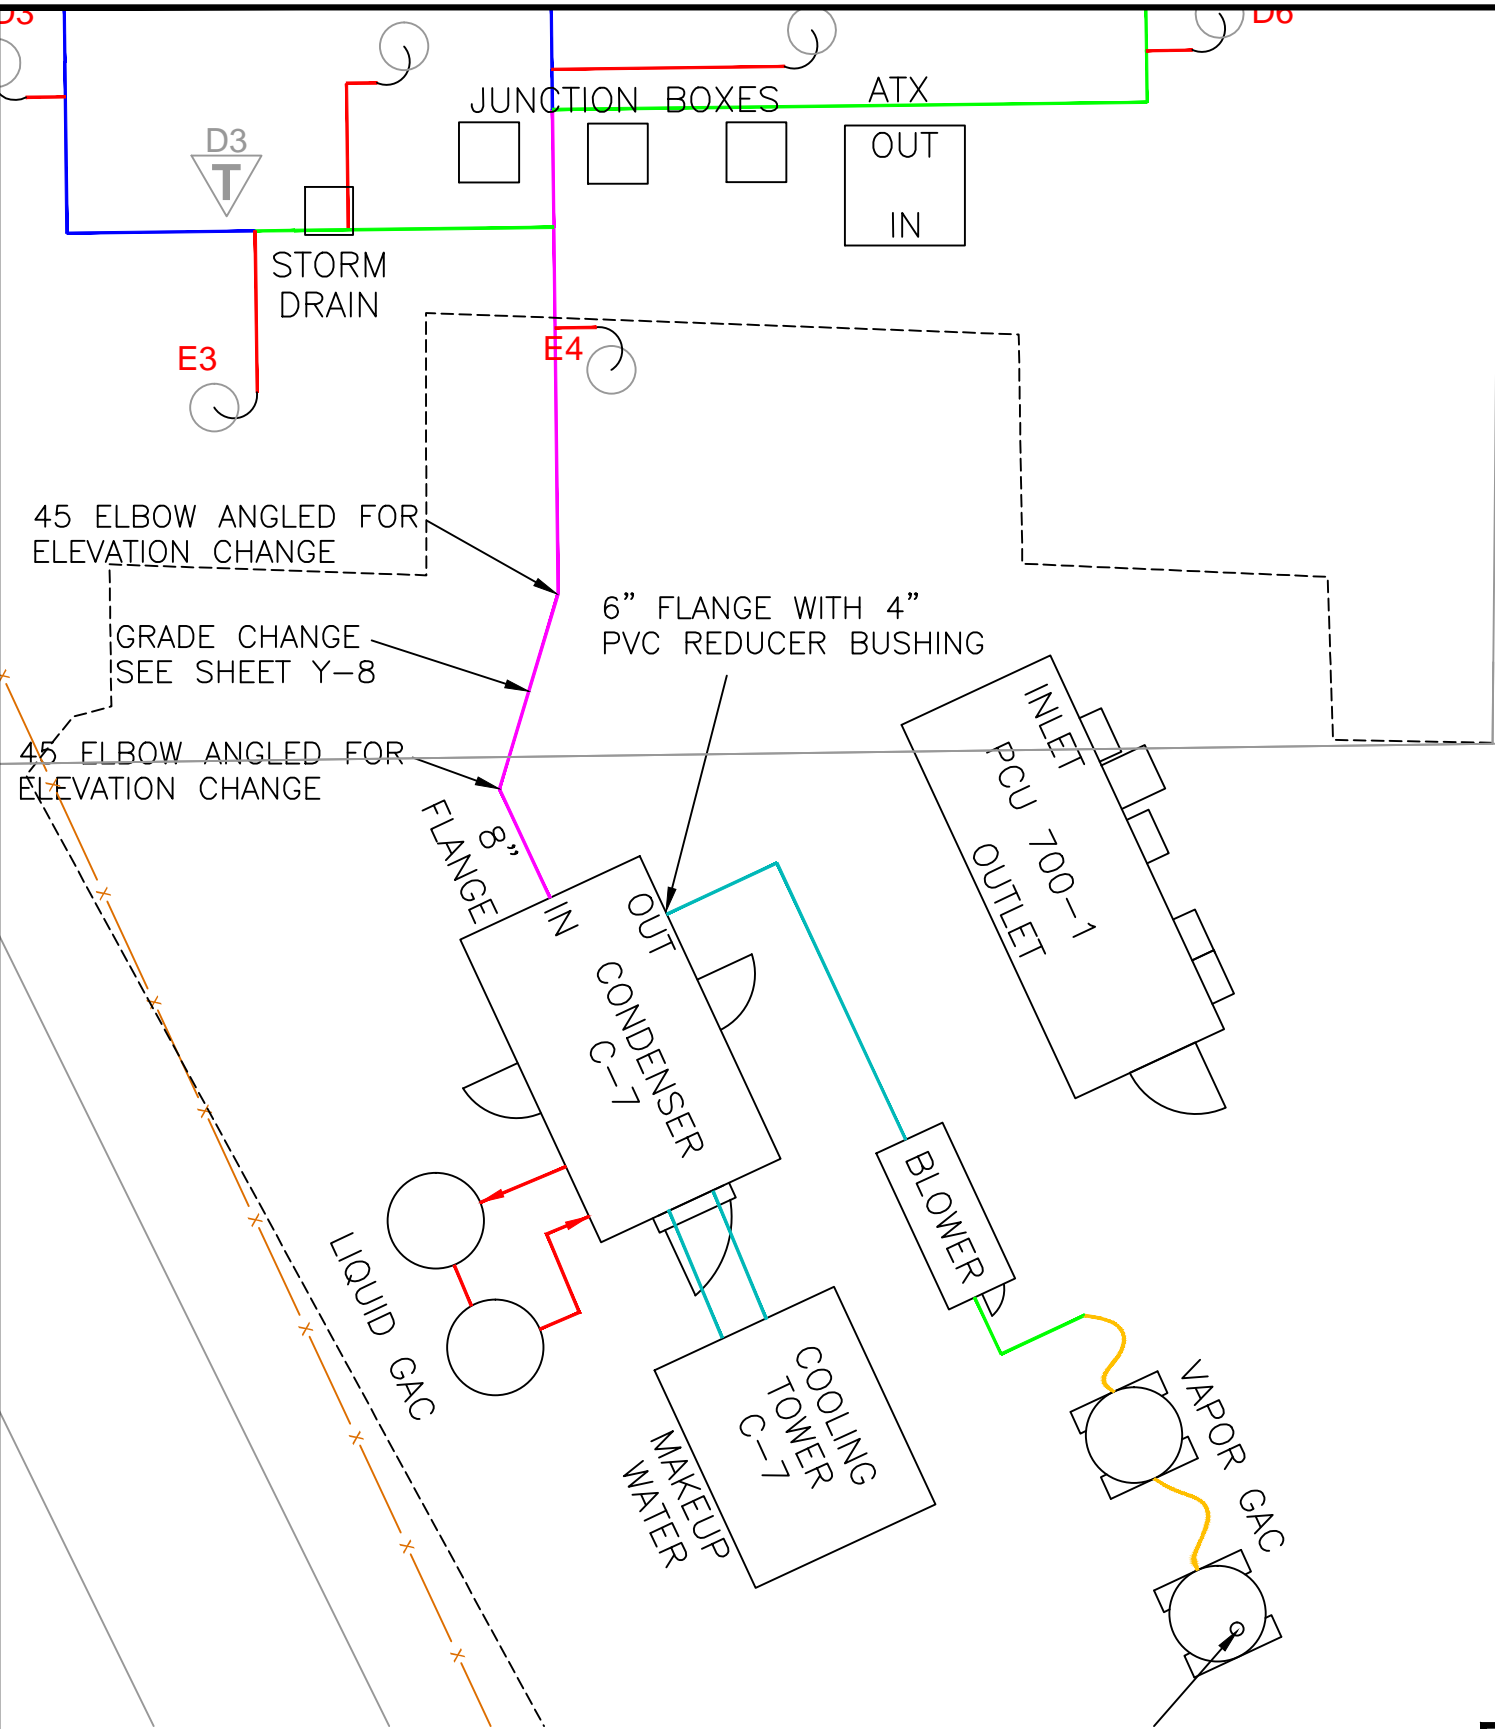 D3
D6
JUNCTION BOXES
ATX
OUT
IN
D3
T
STORM
DRAIN
E3
E4
45 ELBOW ANGLED FOR
ELEVATION CHANGE
6" FLANGE WITH 4"
PVC REDUCER BUSHING
GRADE CHANGE
SEE SHEET Y-8
45 ELBOW ANGLED FOR
ELEVATION CHANGE
8"
FLANGE
IN
OUT
CONDENSER
C-7
INLET
PCU 700-1
OUTLET
BLOWER
LIQUID GAC
COOLING
TOWER
C-7
MAKEUP
WATER
VAPOR GAC